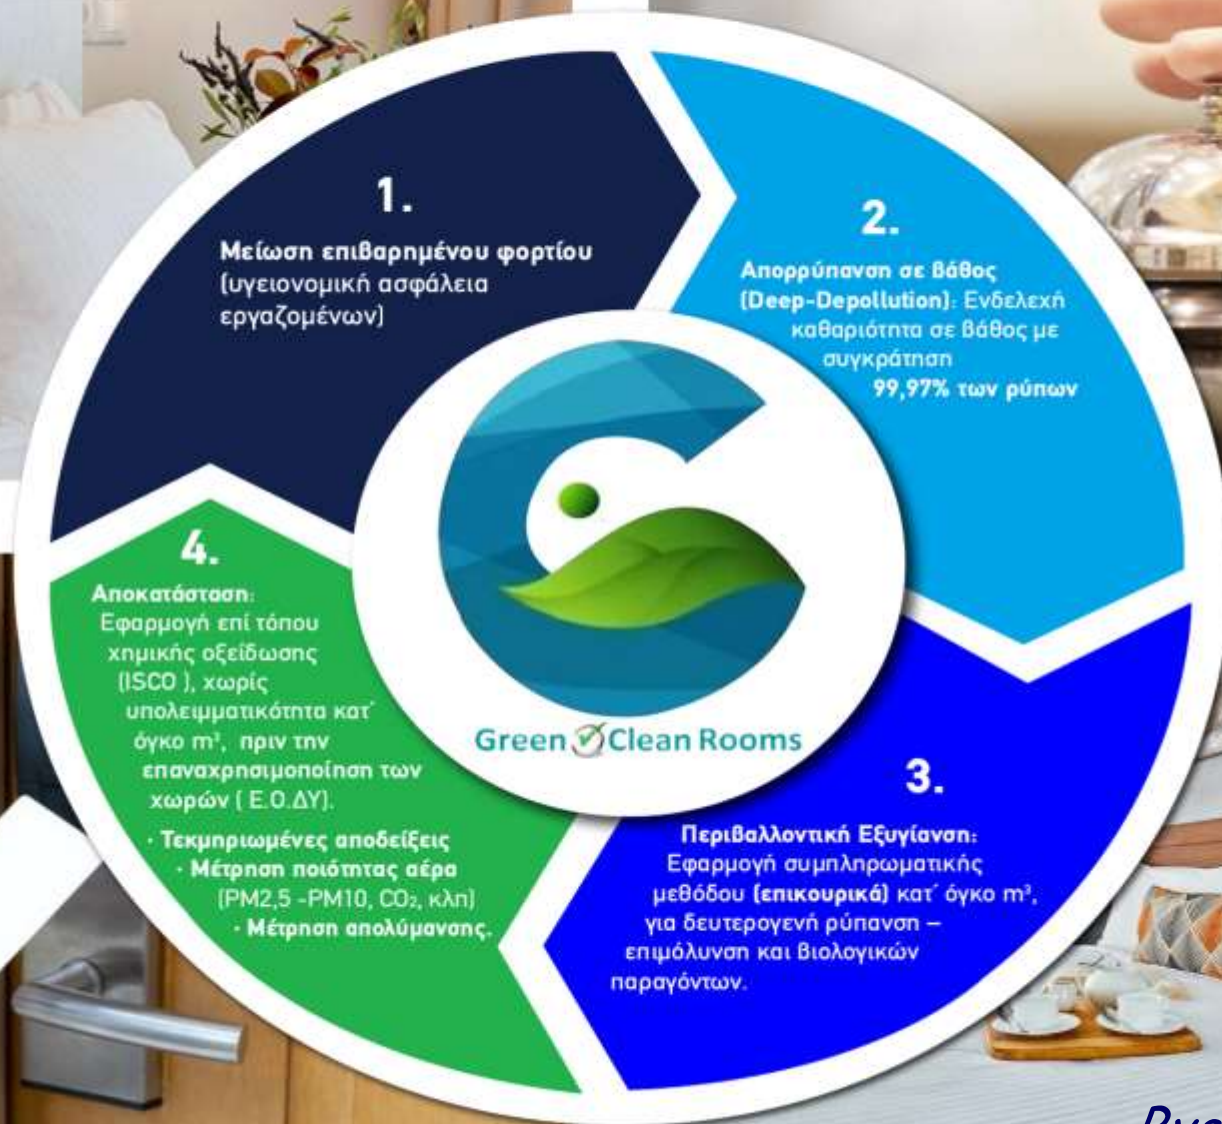 1.
Μείωση επιβαρημένου φορτίου
(υγειονομική ασφάλεια
εργαζομένων)
2.
Απορρύπανση σε βάθος
(Deep-Depollution): Ενδελεχή
καθαριότητα σε βάθος με
συγκράτηση
99,97% των ρύπων
3.
Περιβαλλοντική Εξυγίανση:
Εφαρμογή συμπληρωματικής
μεθόδου (επικουρικά) κατ΄ όγκο m³,
για δευτερογενή ρύπανση –
επιμόλυνση και βιολογικών
παραγόντων.
4.
Αποκατάσταση:
Εφαρμογή επί τόπου
χημικής οξείδωσης
(ISCO ), χωρίς
υπολειμματικότητα κατ΄
όγκο m³, πριν την
επαναχρησιμοποίηση των
χωρών ( Ε.Ο.ΔΥ).
· Τεκμηριωμένες αποδείξεις
· Μέτρηση ποιότητας αέρα
(PM2,5 -PM10, CO₂, κλπ)
· Μέτρηση απολύμανσης.
Green Clean Rooms